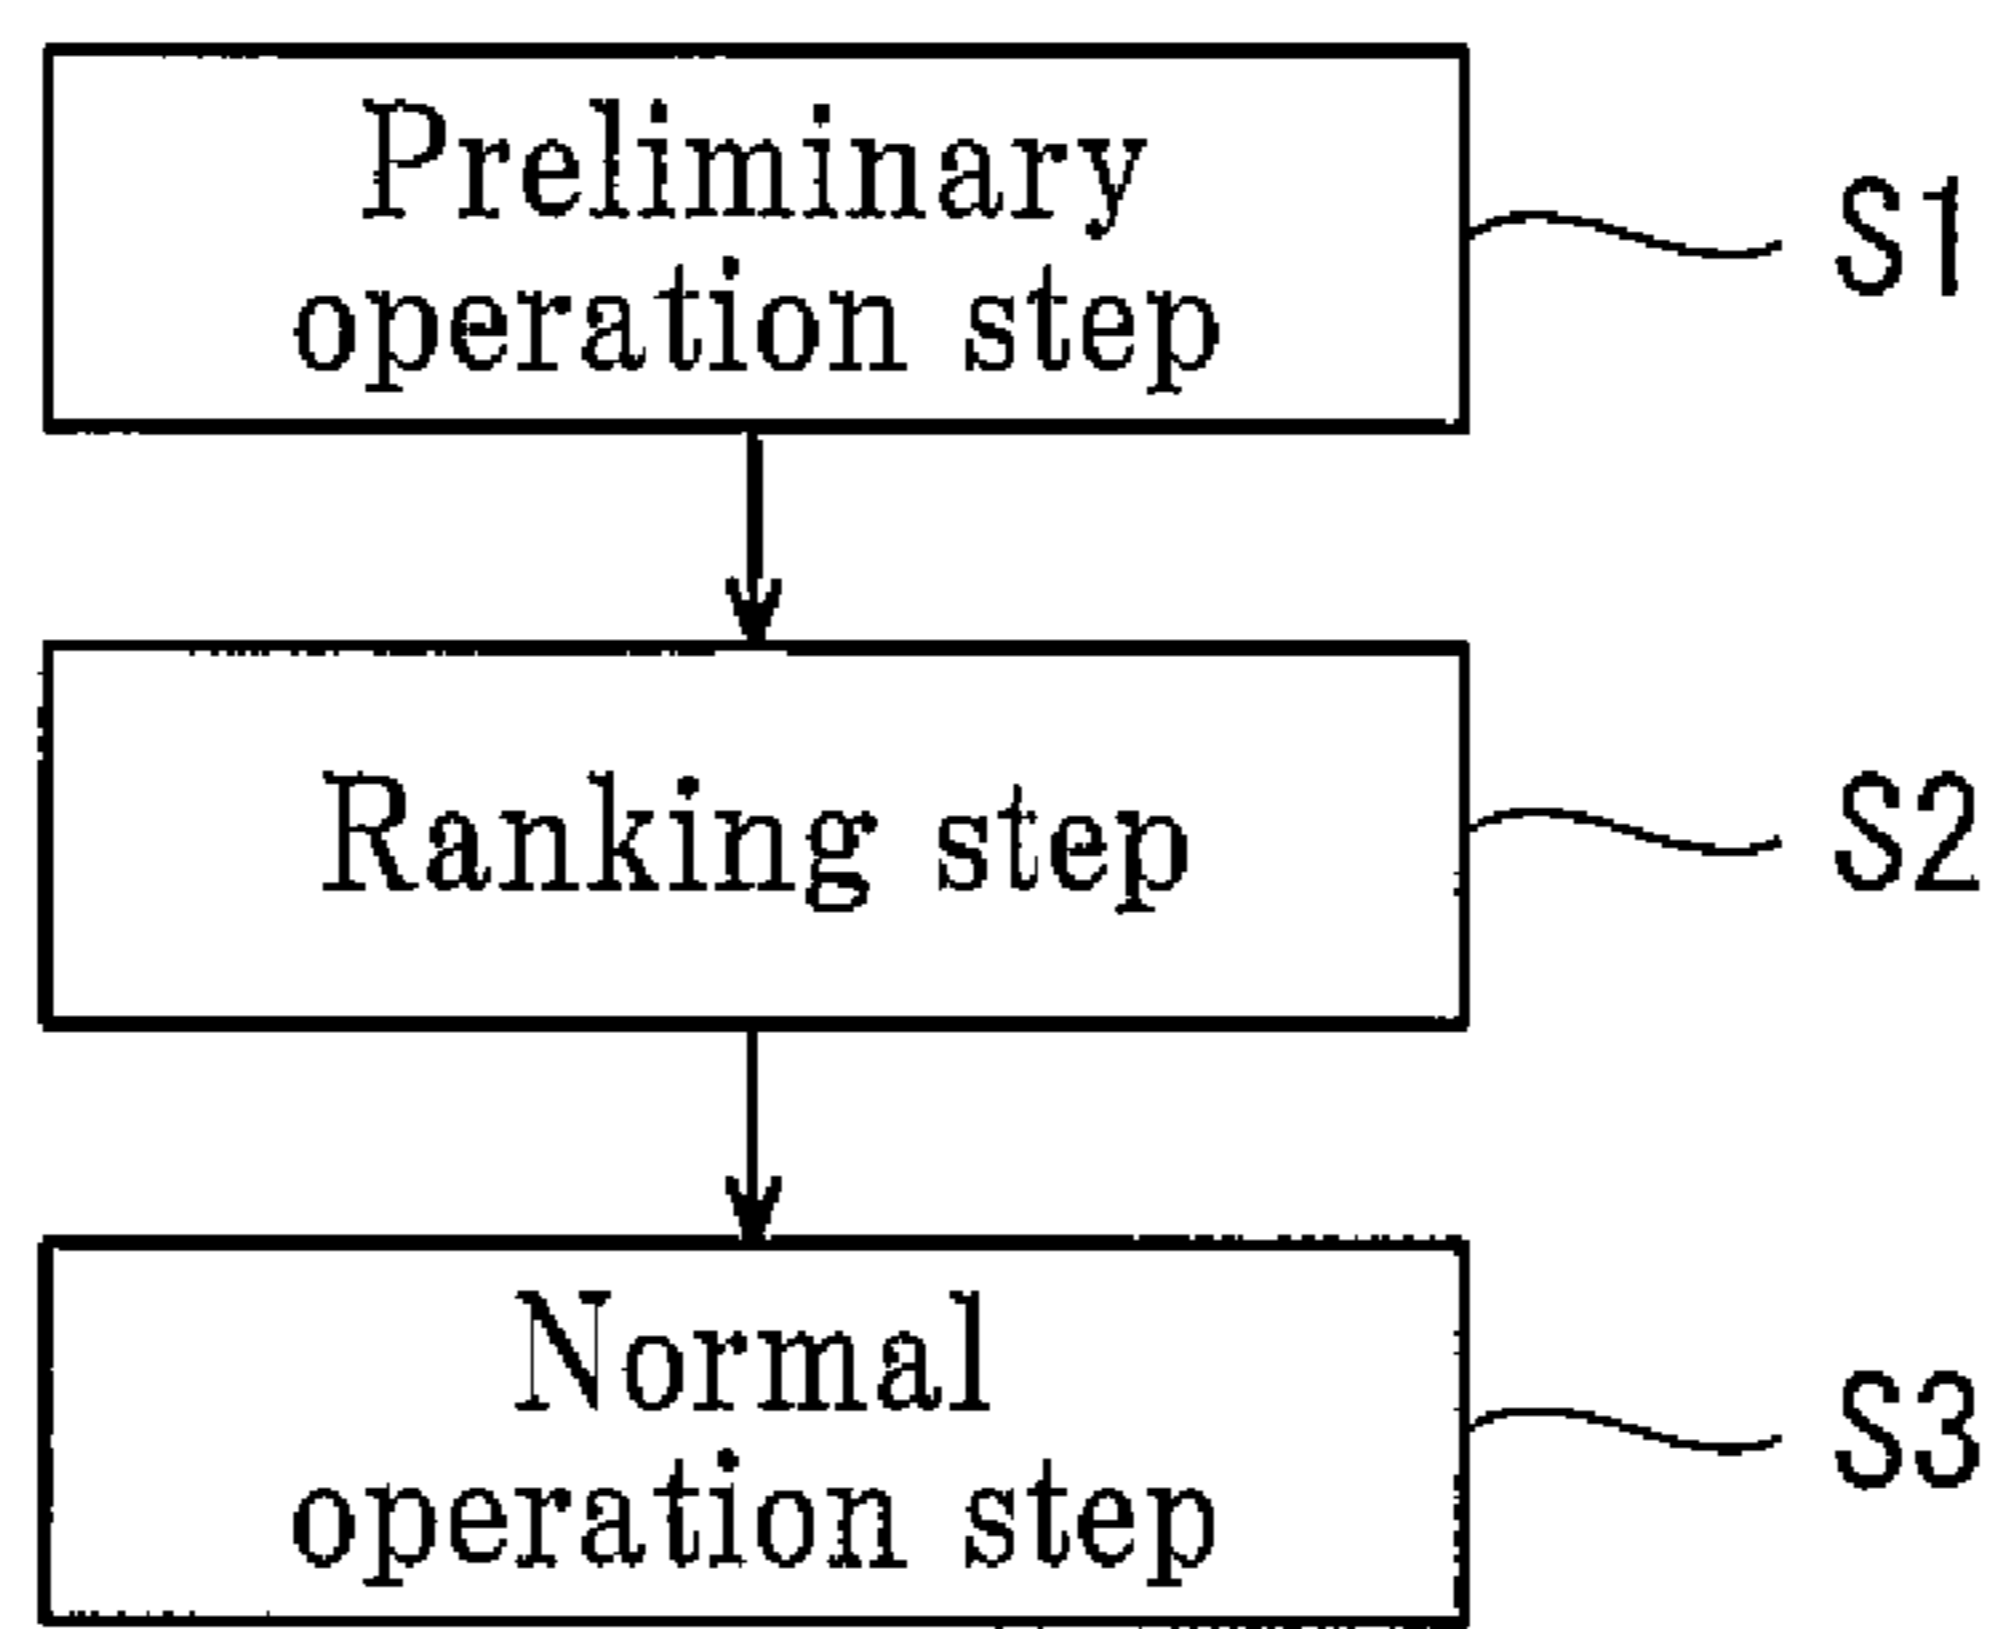 Preliminary
operation step
S1
Ranking step
S2
Normal
operation step
S3